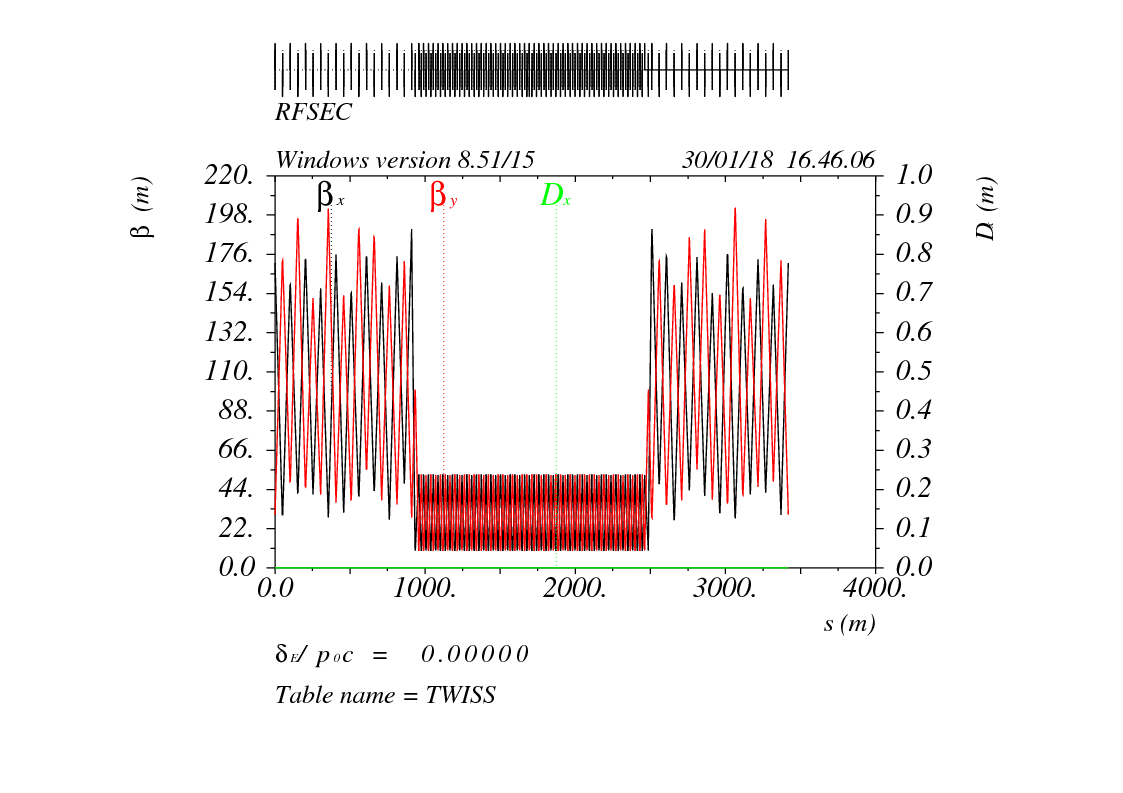 RFSEC
Windows version 8.51/15 30/01/18 16.46.06
β (m)
220.
198.
176.
154.
132.
110.
88.
66.
44.
22.
0.0
βx βy Dx
1.0
0.9
0.8
0.7
0.6
0.5
0.4
0.3
0.2
0.1
0.0
Dx (m)
0.0 1000. 2000. 3000. 4000.
s (m)
δE/ p0c = 0.00000
Table name = TWISS